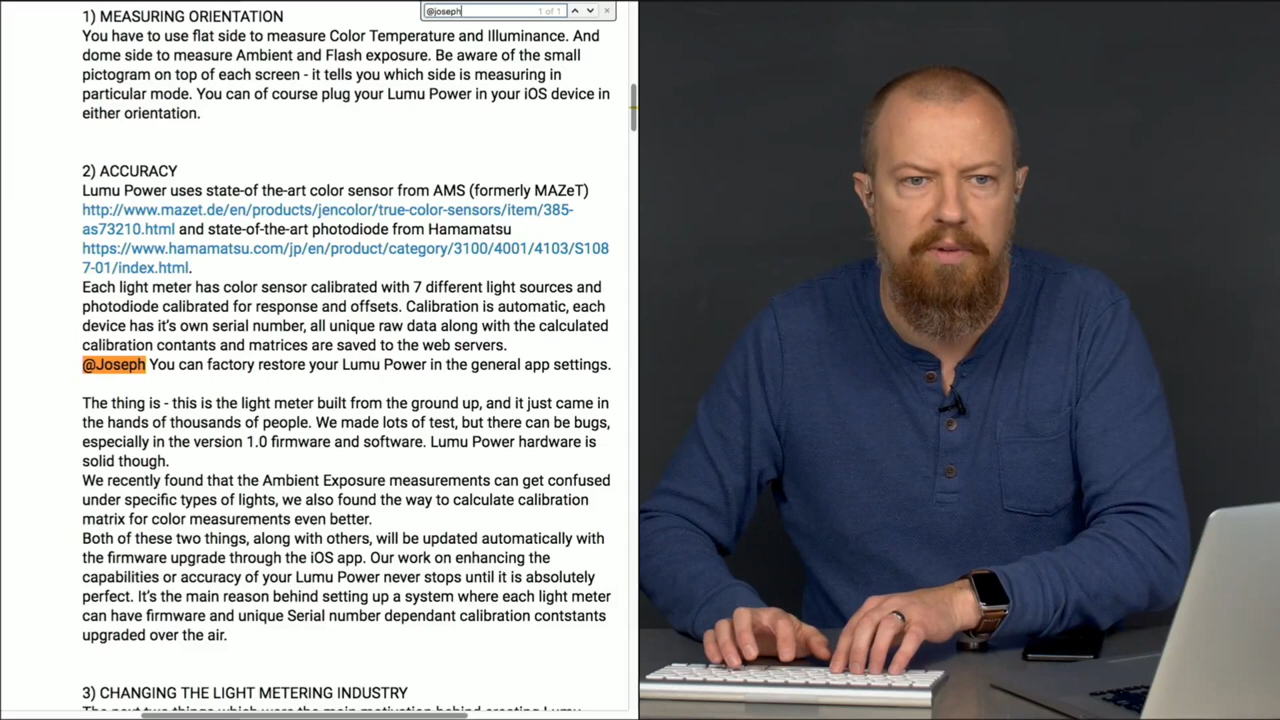 @joseph
1 of 1
1) MEASURING ORIENTATION
You have to use flat side to measure Color Temperature and Illuminance. And
dome side to measure Ambient and Flash exposure. Be aware of the small
pictogram on top of each screen - it tells you which side is measuring in
particular mode. You can of course plug your Lumu Power in your iOS device in
either orientation.
2) ACCURACY
Lumu Power uses state-of the-art color sensor from AMS (formerly MAZeT)
http://www.mazet.de/en/products/jencolor/true-color-sensors/item/385-
as73210.html and state-of-the-art photodiode from Hamamatsu
https://www.hamamatsu.com/jp/en/product/category/3100/4001/4103/S108
7-01/index.html.
Each light meter has color sensor calibrated with 7 different light sources and
photodiode calibrated for response and offsets. Calibration is automatic, each
device has it’s own serial number, all unique raw data along with the calculated
calibration contants and matrices are saved to the web servers.
@Joseph You can factory restore your Lumu Power in the general app settings.
The thing is - this is the light meter built from the ground up, and it just came in
the hands of thousands of people. We made lots of test, but there can be bugs,
especially in the version 1.0 firmware and software. Lumu Power hardware is
solid though.
We recently found that the Ambient Exposure measurements can get confused
under specific types of lights, we also found the way to calculate calibration
matrix for color measurements even better.
Both of these two things, along with others, will be updated automatically with
the firmware upgrade through the iOS app. Our work on enhancing the
capabilities or accuracy of your Lumu Power never stops until it is absolutely
perfect. It’s the main reason behind setting up a system where each light meter
can have firmware and unique Serial number dependant calibration contstants
upgraded over the air.
3) CHANGING THE LIGHT METERING INDUSTRY